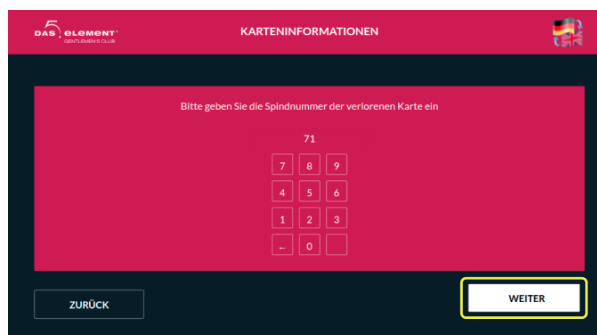 DAS 5. ELEMENT
GENTLEMEN'S CLUB
KARTENINFORMATIONEN
Bitte geben Sie die Spindnummer der verlorenen Karte ein
71
7 8 9
4 5 6
1 2 3
← 0
ZURÜCK
WEITER